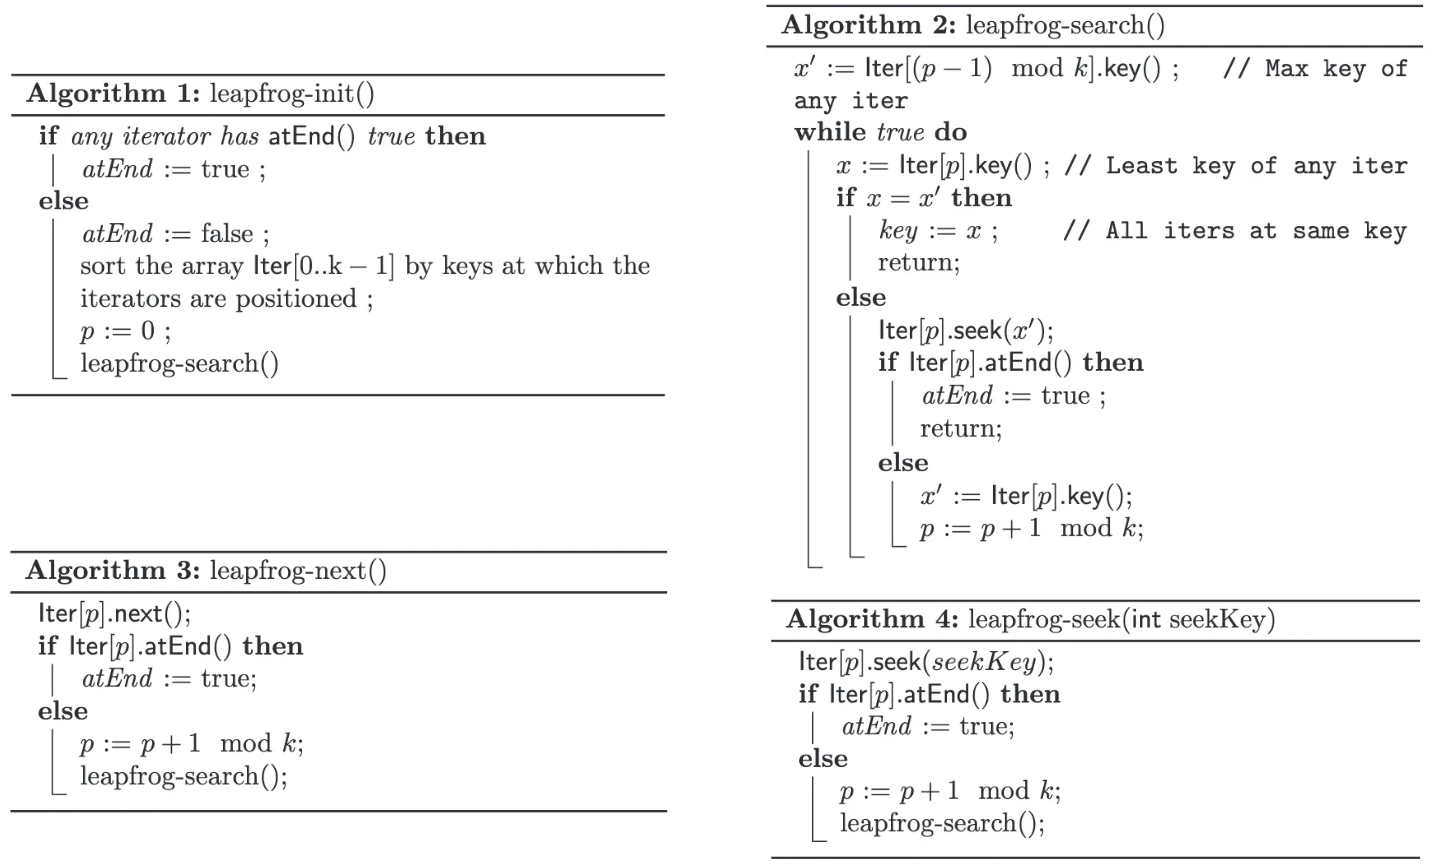 Algorithm 1: leapfrog-init()
if any iterator has atEnd() true then
atEnd := true ;
else
atEnd := false ;
sort the array Iter[0..k − 1] by keys at which the
iterators are positioned ;
p := 0 ;
leapfrog-search()
Algorithm 2: leapfrog-search()
x′ := Iter[(p − 1) mod k].key() ; // Max key of
any iter
while true do
x := Iter[p].key() ; // Least key of any iter
if x = x′ then
key := x ; // All iters at same key
return;
else
Iter[p].seek(x′);
if Iter[p].atEnd() then
atEnd := true ;
return;
else
x′ := Iter[p].key();
p := p + 1 mod k;
Algorithm 3: leapfrog-next()
Iter[p].next();
if Iter[p].atEnd() then
atEnd := true;
else
p := p + 1 mod k;
leapfrog-search();
Algorithm 4: leapfrog-seek(int seekKey)
Iter[p].seek(seekKey);
if Iter[p].atEnd() then
atEnd := true;
else
p := p + 1 mod k;
leapfrog-search();